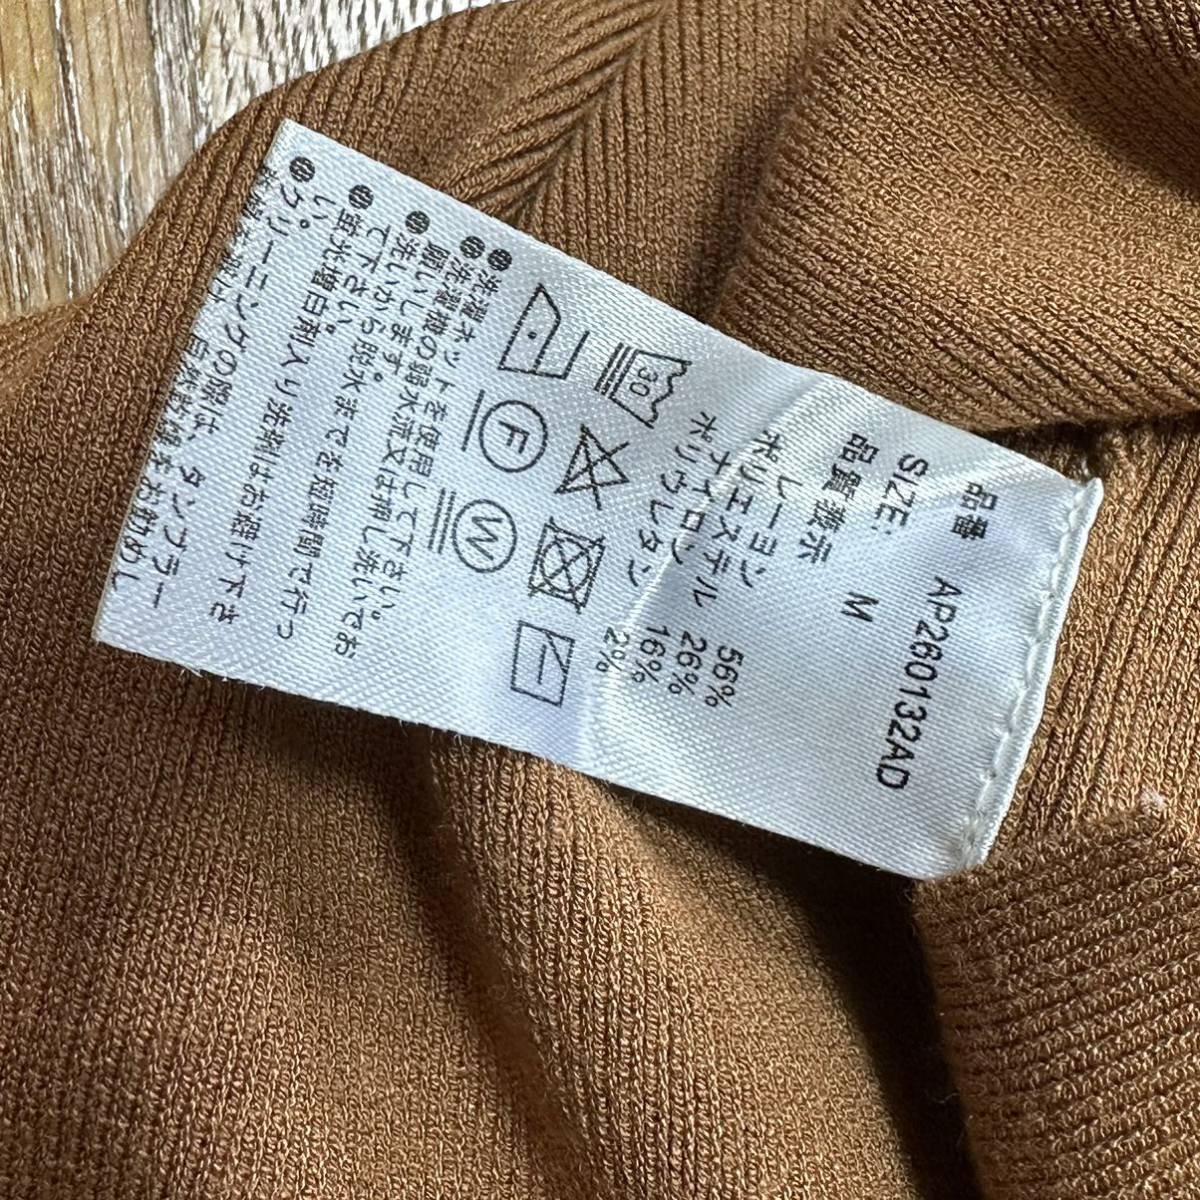 品番 AP260132AD
SIZE: M
品質表示
レーヨン 56%
ポリエステル 26%
ナイロン 16%
ポリウレタン 2%
30
F
W
●洗濯ネットを使用して下さい。
●洗濯機の弱水流又は押し洗いでお
願いします。
●洗いから脱水までを短時間で行っ
て下さい。
●蛍光増白剤入り洗剤はお避け下さ
い。
●クリーニングの際は、タンブラー
自然乾燥をお勧めし